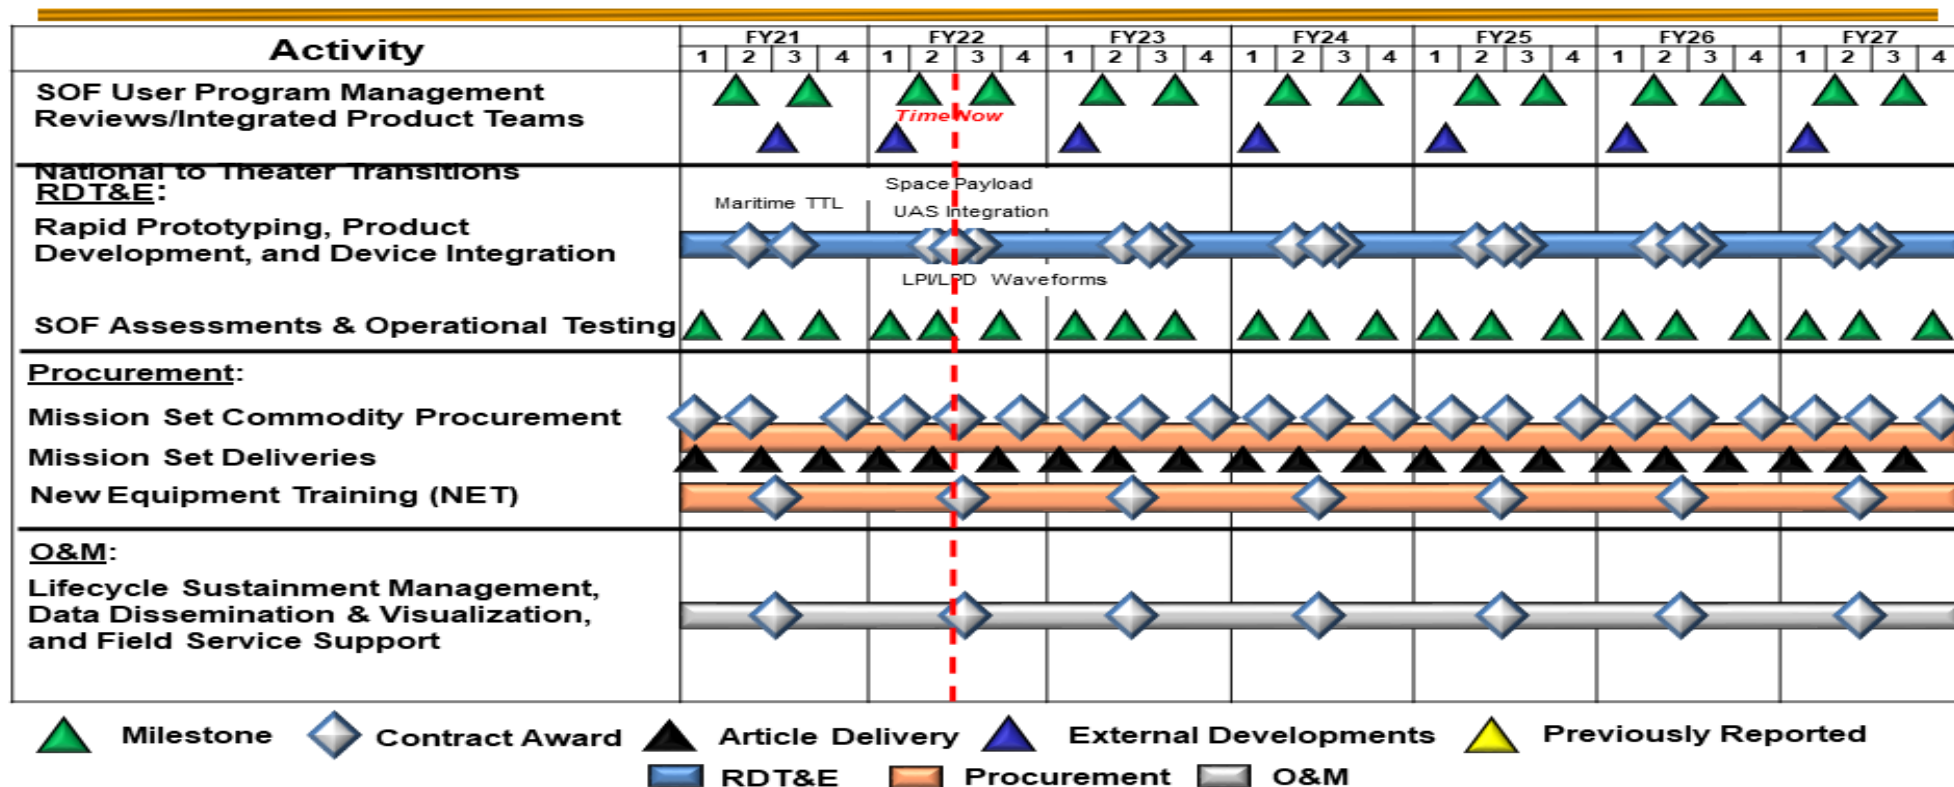 Activity
FY21 FY22 FY23 FY24 FY25 FY26 FY27
1 2 3 4 1 2 3 4 1 2 3 4 1 2 3 4 1 2 3 4 1 2 3 4 1 2 3 4
SOF User Program Management
Reviews/Integrated Product Teams
Time Now
National to Theater Transitions
RDT&E:
Maritime TTL
Space Payload
UAS Integration
Rapid Prototyping, Product
Development, and Device Integration
LPI/LPD Waveforms
SOF Assessments & Operational Testing
Procurement:
Mission Set Commodity Procurement
Mission Set Deliveries
New Equipment Training (NET)
O&M:
Lifecycle Sustainment Management,
Data Dissemination & Visualization,
and Field Service Support
Milestone Contract Award Article Delivery External Developments Previously Reported
RDT&E Procurement O&M